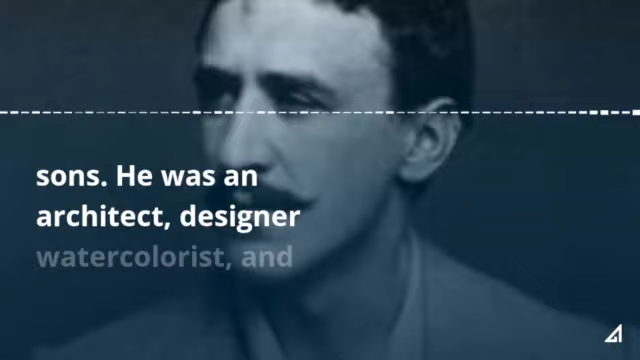 sons. He was an
architect, designer
watercolorist, and